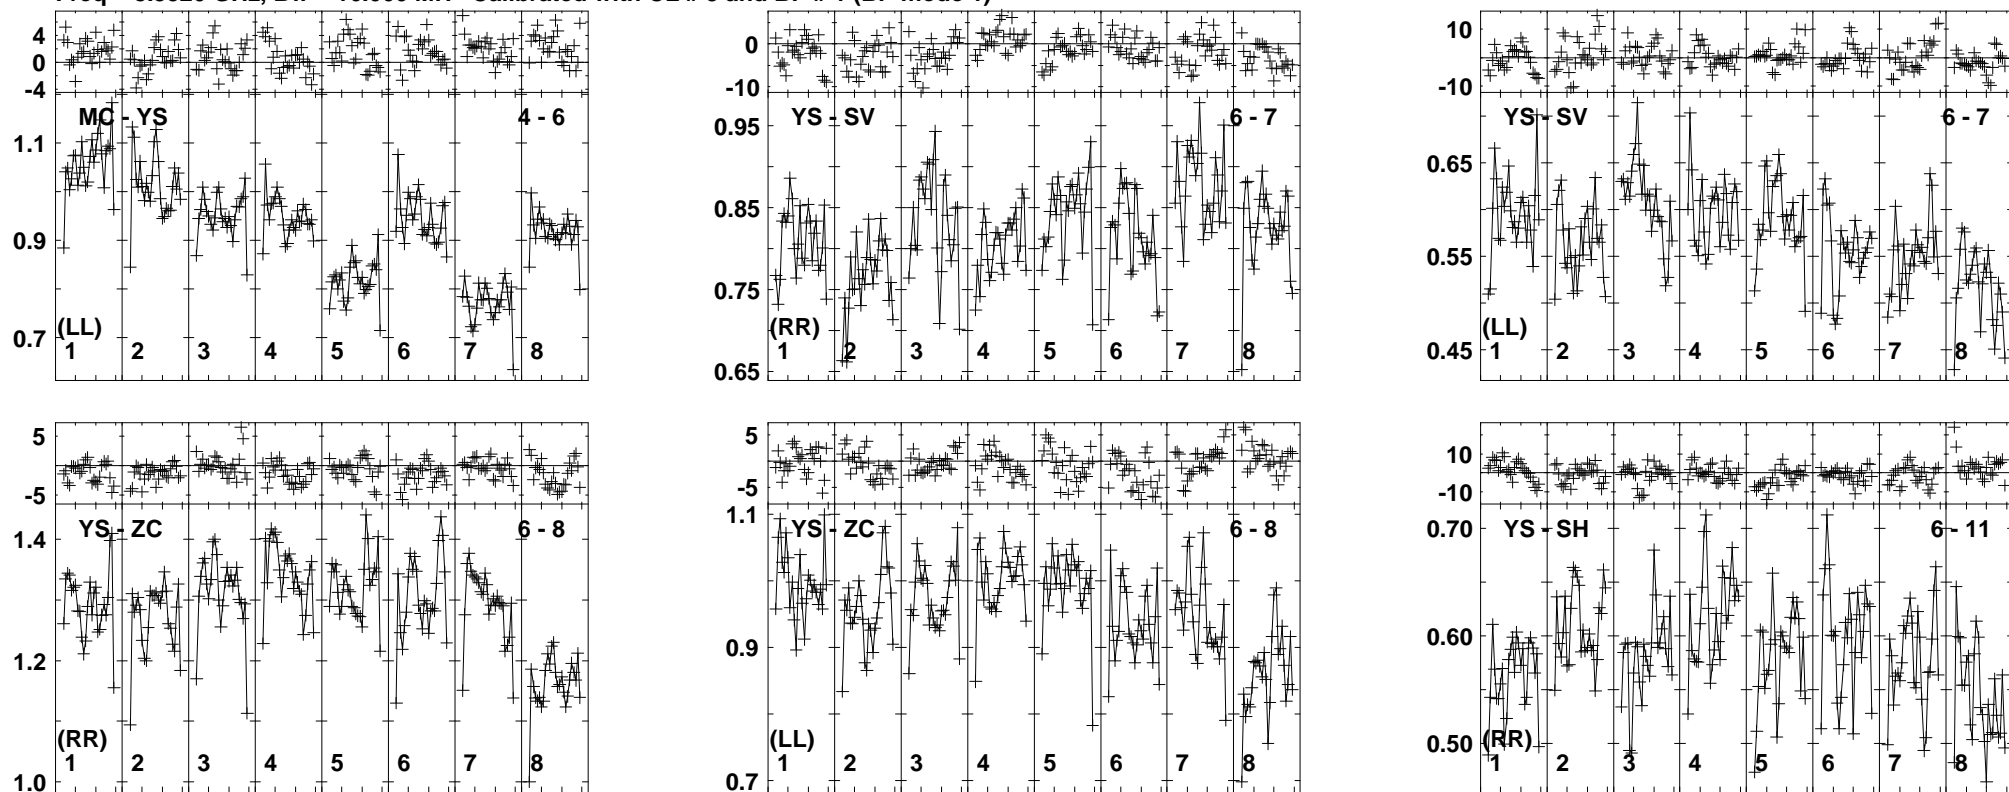 4
0
-4
MC - YS 4 - 6
1.1
0.9
0.7
(LL)
1 2 3 4 5 6 7 8
0
-10
YS - SV 6 - 7
0.95
0.85
0.75
0.65
(RR)
1 2 3 4 5 6 7 8
10
-10
YS - SV 6 - 7
0.65
0.55
0.45
(LL)
1 2 3 4 5 6 7 8
5
-5
YS - ZC 6 - 8
1.4
1.2
1.0
(RR)
1 2 3 4 5 6 7 8
5
-5
1.1
YS - ZC 6 - 8
0.9
0.7
(LL)
1 2 3 4 5 6 7 8
10
-10
0.70
YS - SH 6 - 11
0.60
0.50
(RR)
1 2 3 4 5 6 7 8